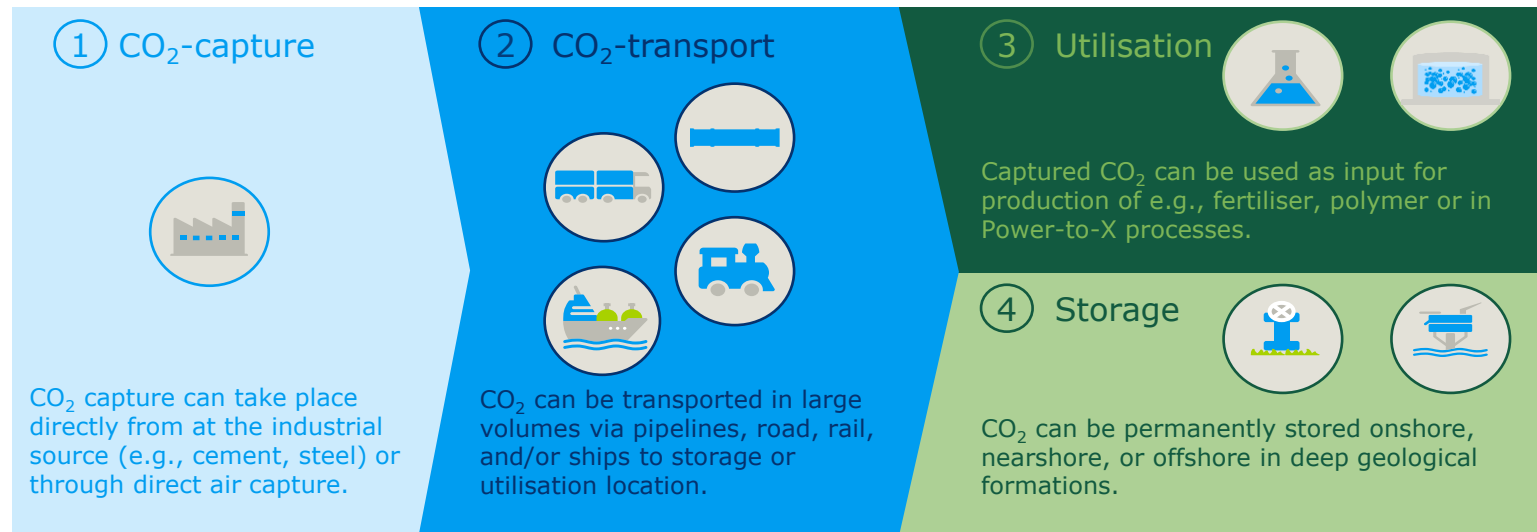 1 CO₂-capture
CO₂ capture can take place
directly from at the industrial
source (e.g., cement, steel) or
through direct air capture.
2 CO₂-transport
CO₂ can be transported in large
volumes via pipelines, road, rail,
and/or ships to storage or
utilisation location.
3 Utilisation
Captured CO₂ can be used as input for
production of e.g., fertiliser, polymer or in
Power-to-X processes.
4 Storage
CO₂ can be permanently stored onshore,
nearshore, or offshore in deep geological
formations.